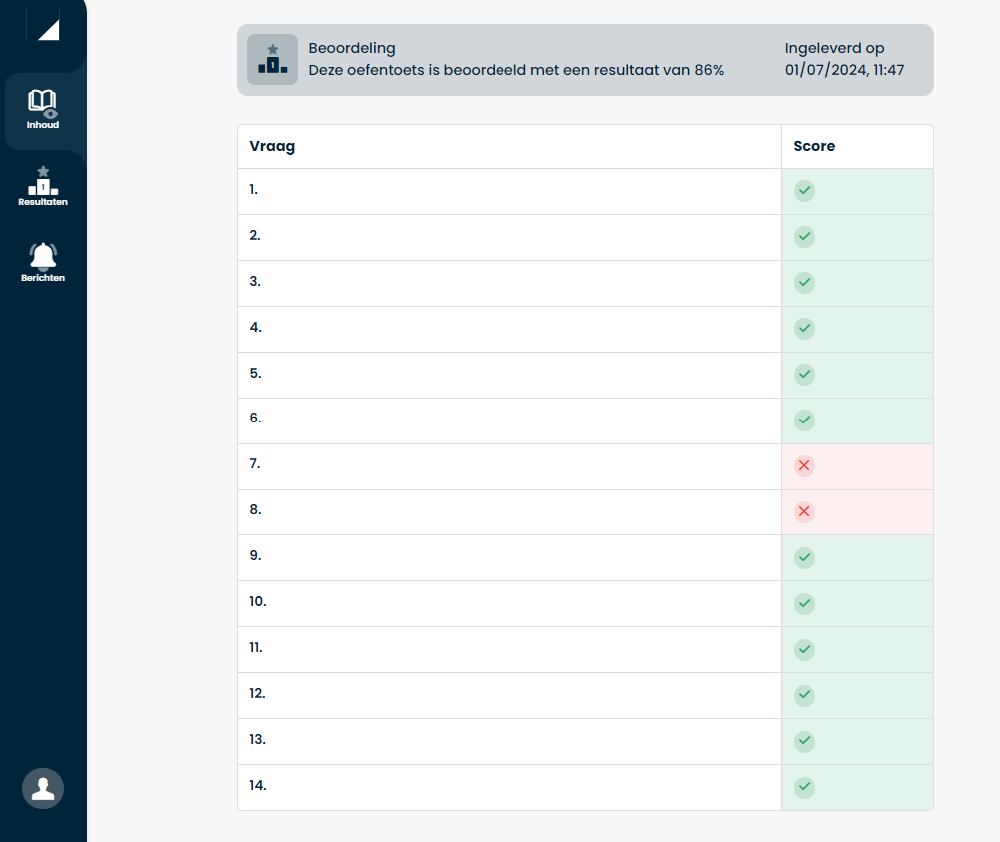 Inhoud
Resultaten
Berichten
Beoordeling
Deze oefentoets is beoordeeld met een resultaat van 86%
Ingeleverd op
01/07/2024, 11:47
Vraag Score
1.
2.
3.
4.
5.
6.
7.
8.
9.
10.
11.
12.
13.
14.